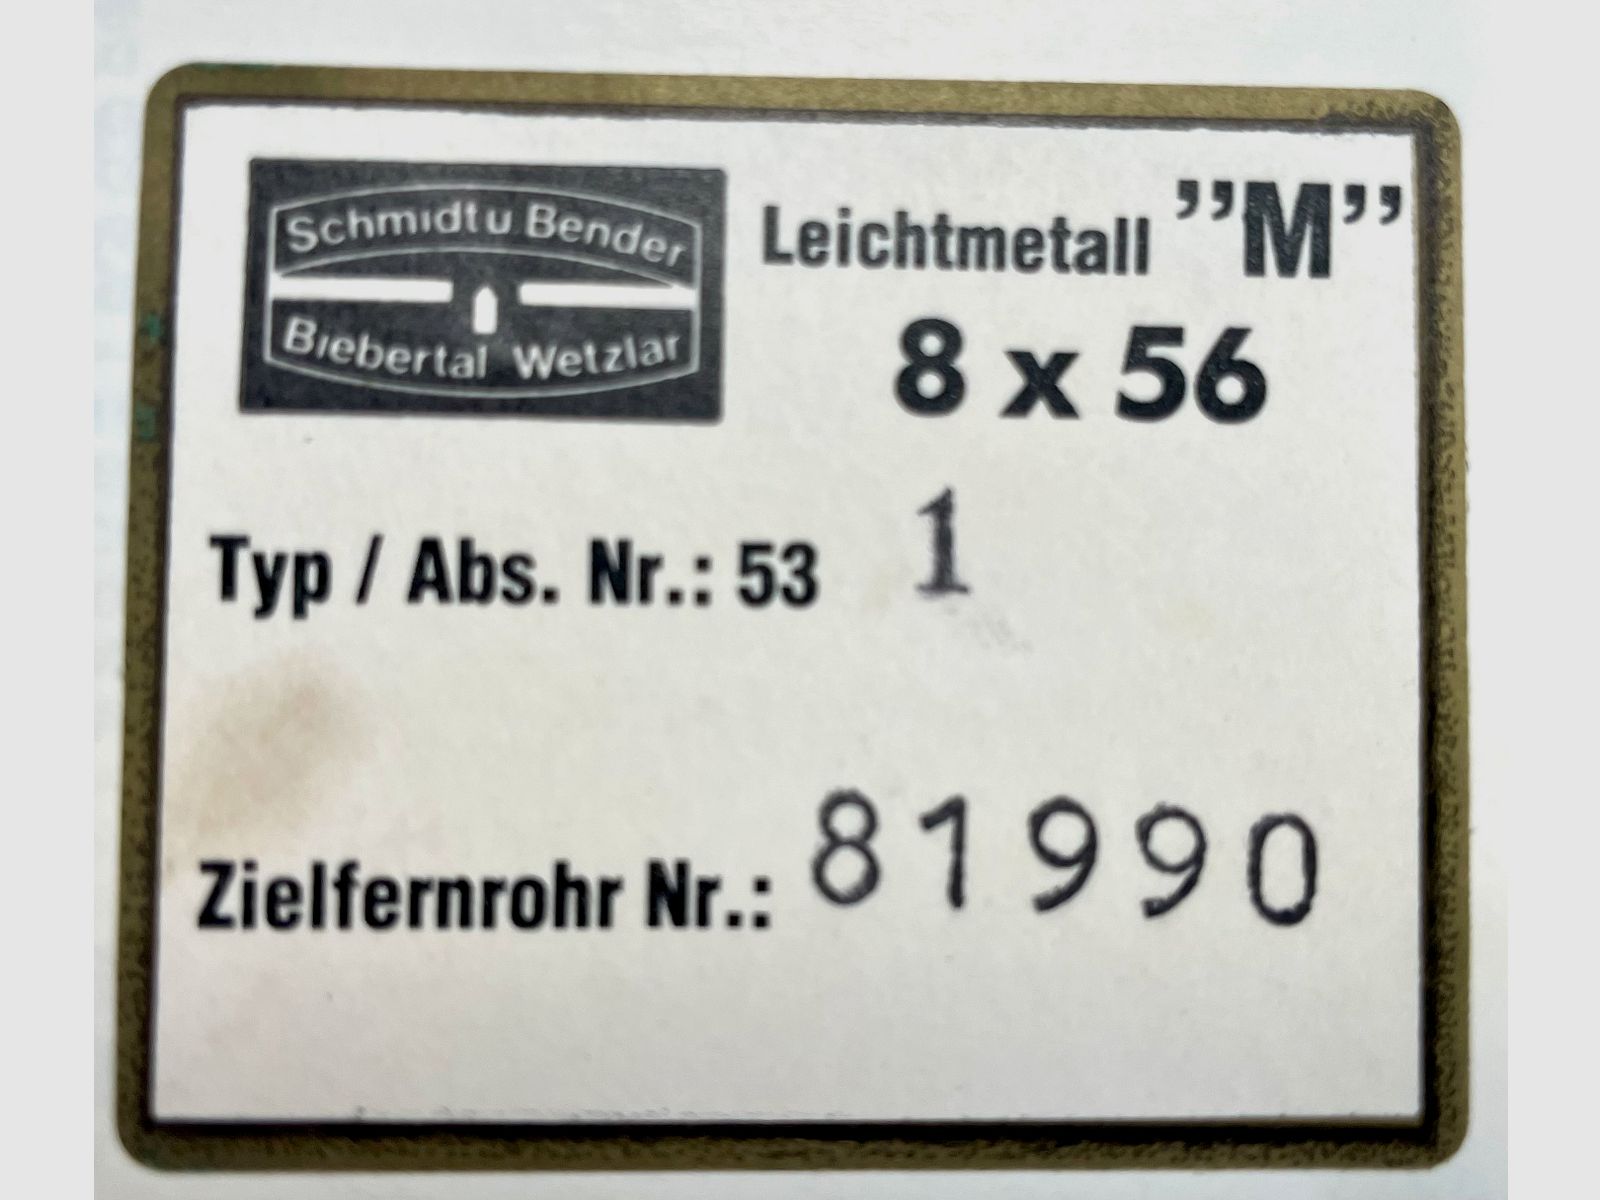 Schmidt u Bender
Biebertal Wetzlar
Leichtmetall ”M”
8 x 56
Typ / Abs. Nr.: 53 1
Zielfernrohr Nr.: 81990